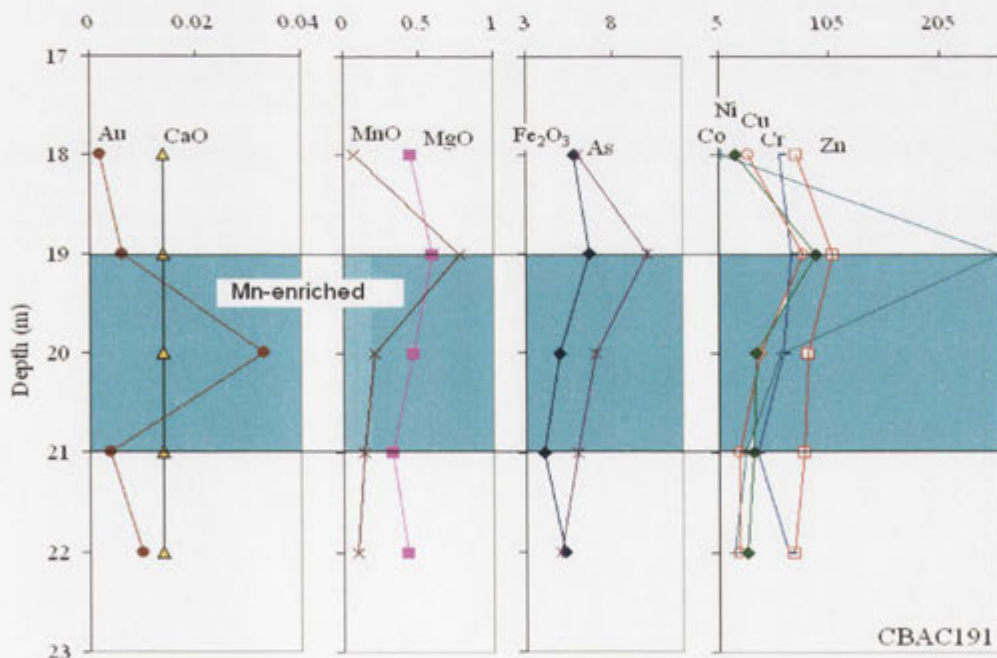 0 0.02 0.04 0 0.5 1 3 8 5 105 205
17
Ni Cu
Au CaO MnO MgO Fe₂O₃ As Co Cr Zn
18
19
Mn-enriched
20
Depth (m)
21
22
23
CBAC191